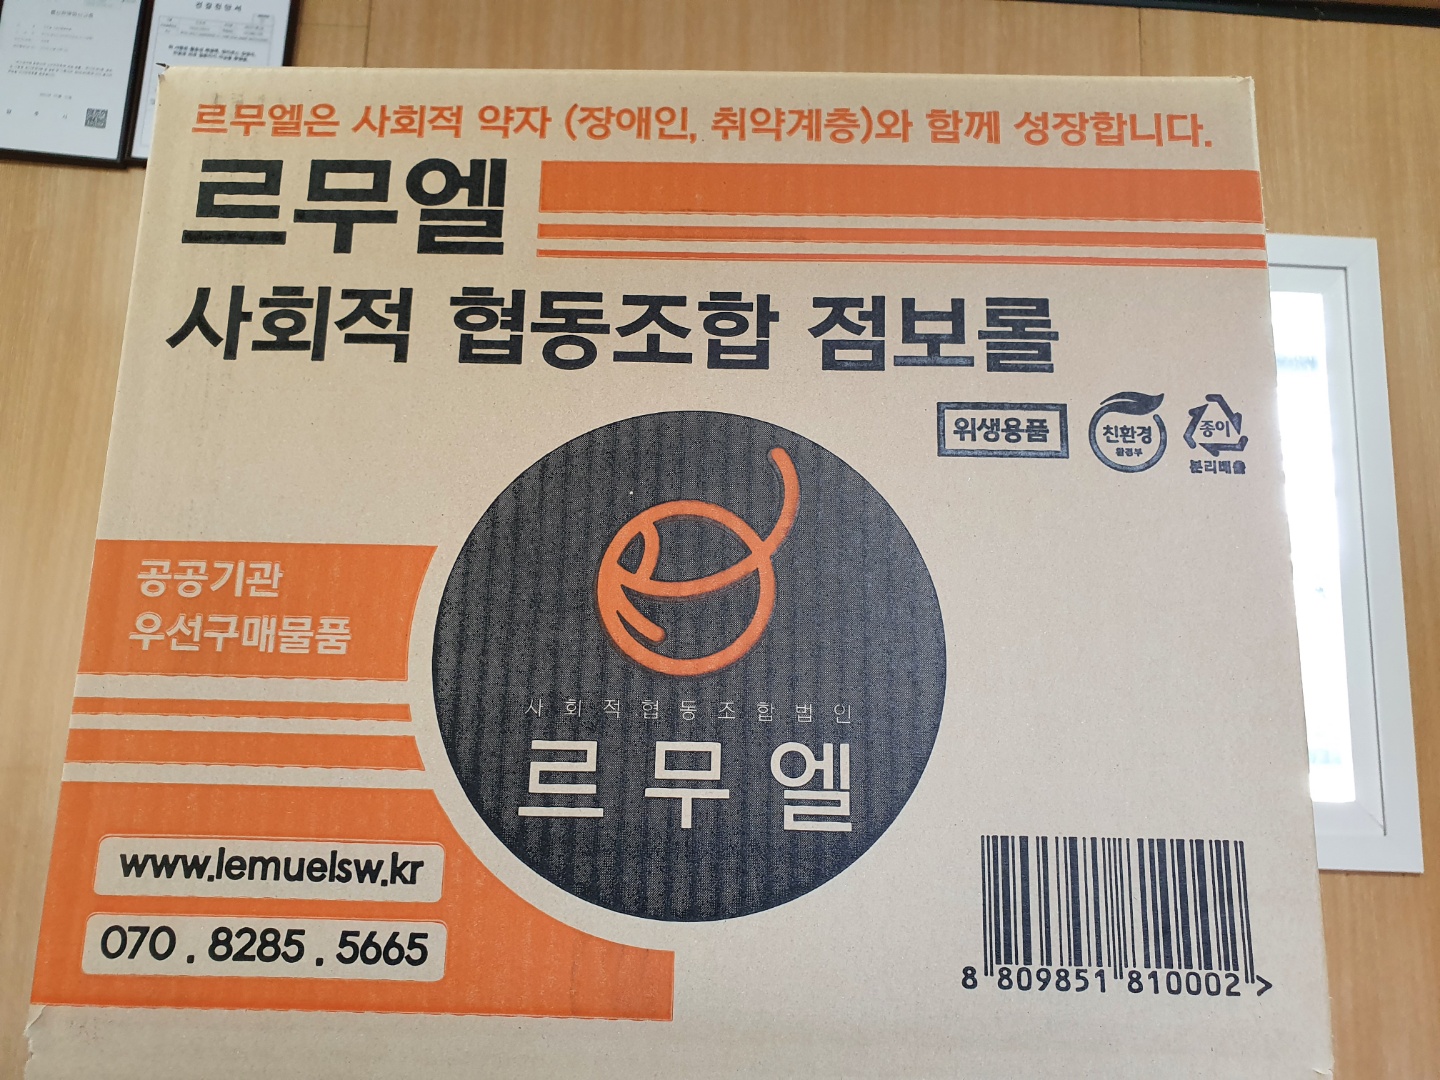 르무엘은 사회적 약자 (장애인, 취약계층)와 함께 성장합니다.
르무엘
사회적 협동조합 점보롤
위생용품
친환경
환경부
종이
분리배출
공공기관
우선구매물품
사회적협동조합법인
르무엘
www.lemuelsw.kr
070.8285.5665
8 809851 810002 >